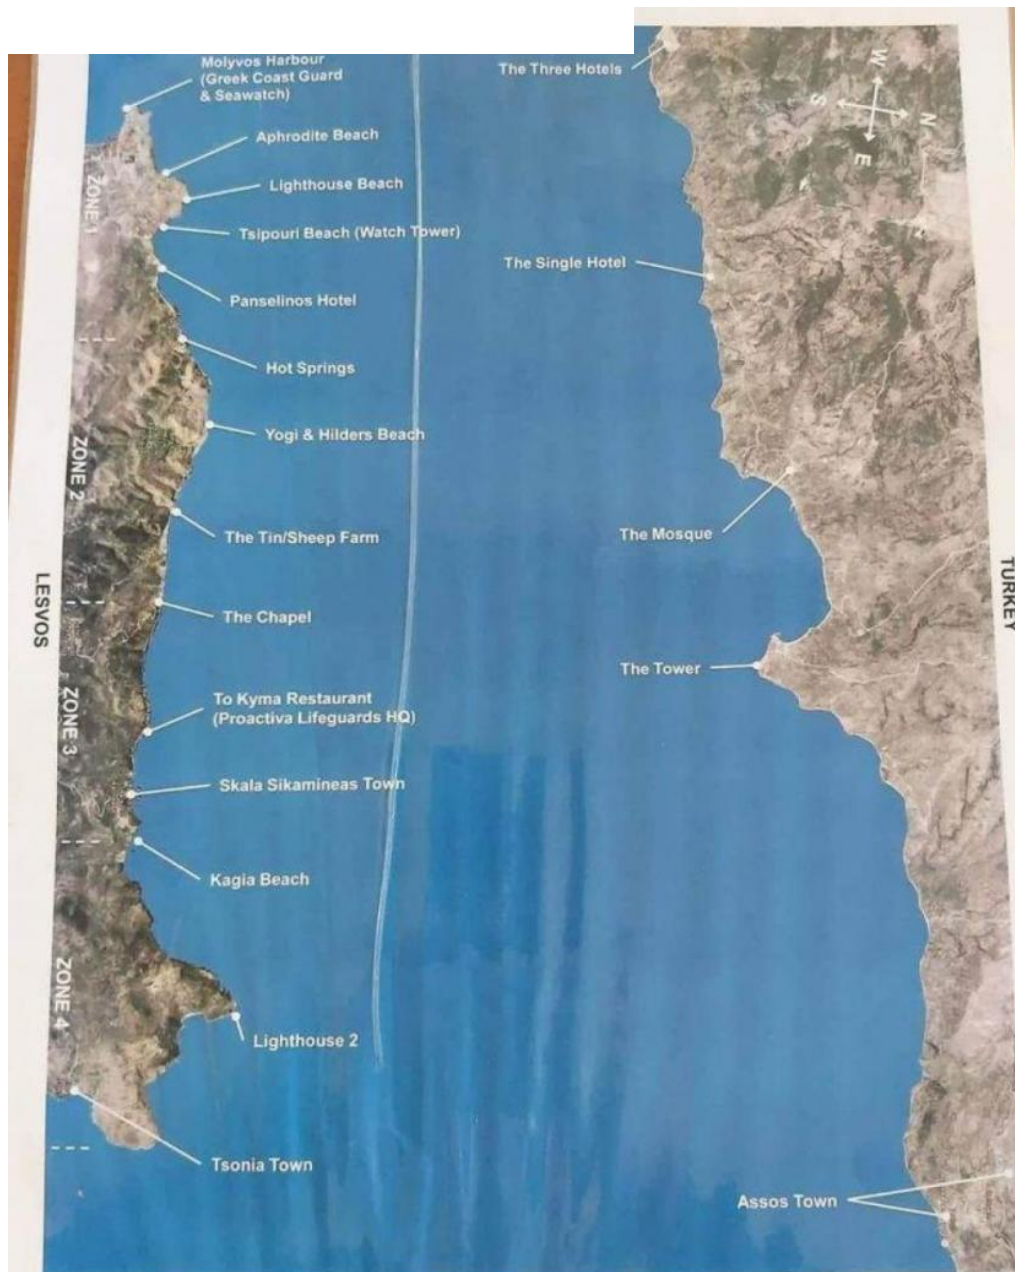 Molyvos Harbour
(Greek Coast Guard
& Seawatch)
The Three Hotels
W
S
N
E
Aphrodite Beach
Lighthouse Beach
ZONE 1
Tsipouri Beach (Watch Tower)
The Single Hotel
Panselinos Hotel
Hot Springs
Yogi & Hilders Beach
ZONE 2
The Tin/Sheep Farm
The Mosque
LESVOS
TURKEY
The Chapel
The Tower
To Kyma Restaurant
(Proactiva Lifeguards HQ)
ZONE 3
Skala Sikamineas Town
Kagia Beach
ZONE 4
Lighthouse 2
Tsonia Town
Assos Town